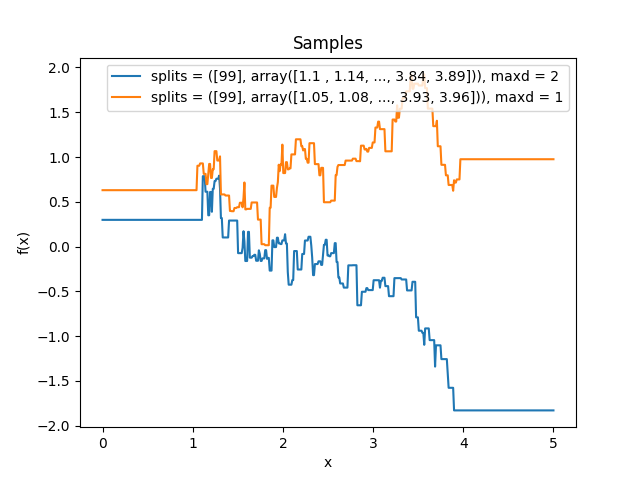 Samples
splits = ([99], array([1.1 , 1.14, ..., 3.84, 3.89])), maxd = 2
splits = ([99], array([1.05, 1.08, ..., 3.93, 3.96])), maxd = 1
2.0
1.5
1.0
0.5
0.0
−0.5
−1.0
−1.5
−2.0
f(x)
0 1 2 3 4 5
x